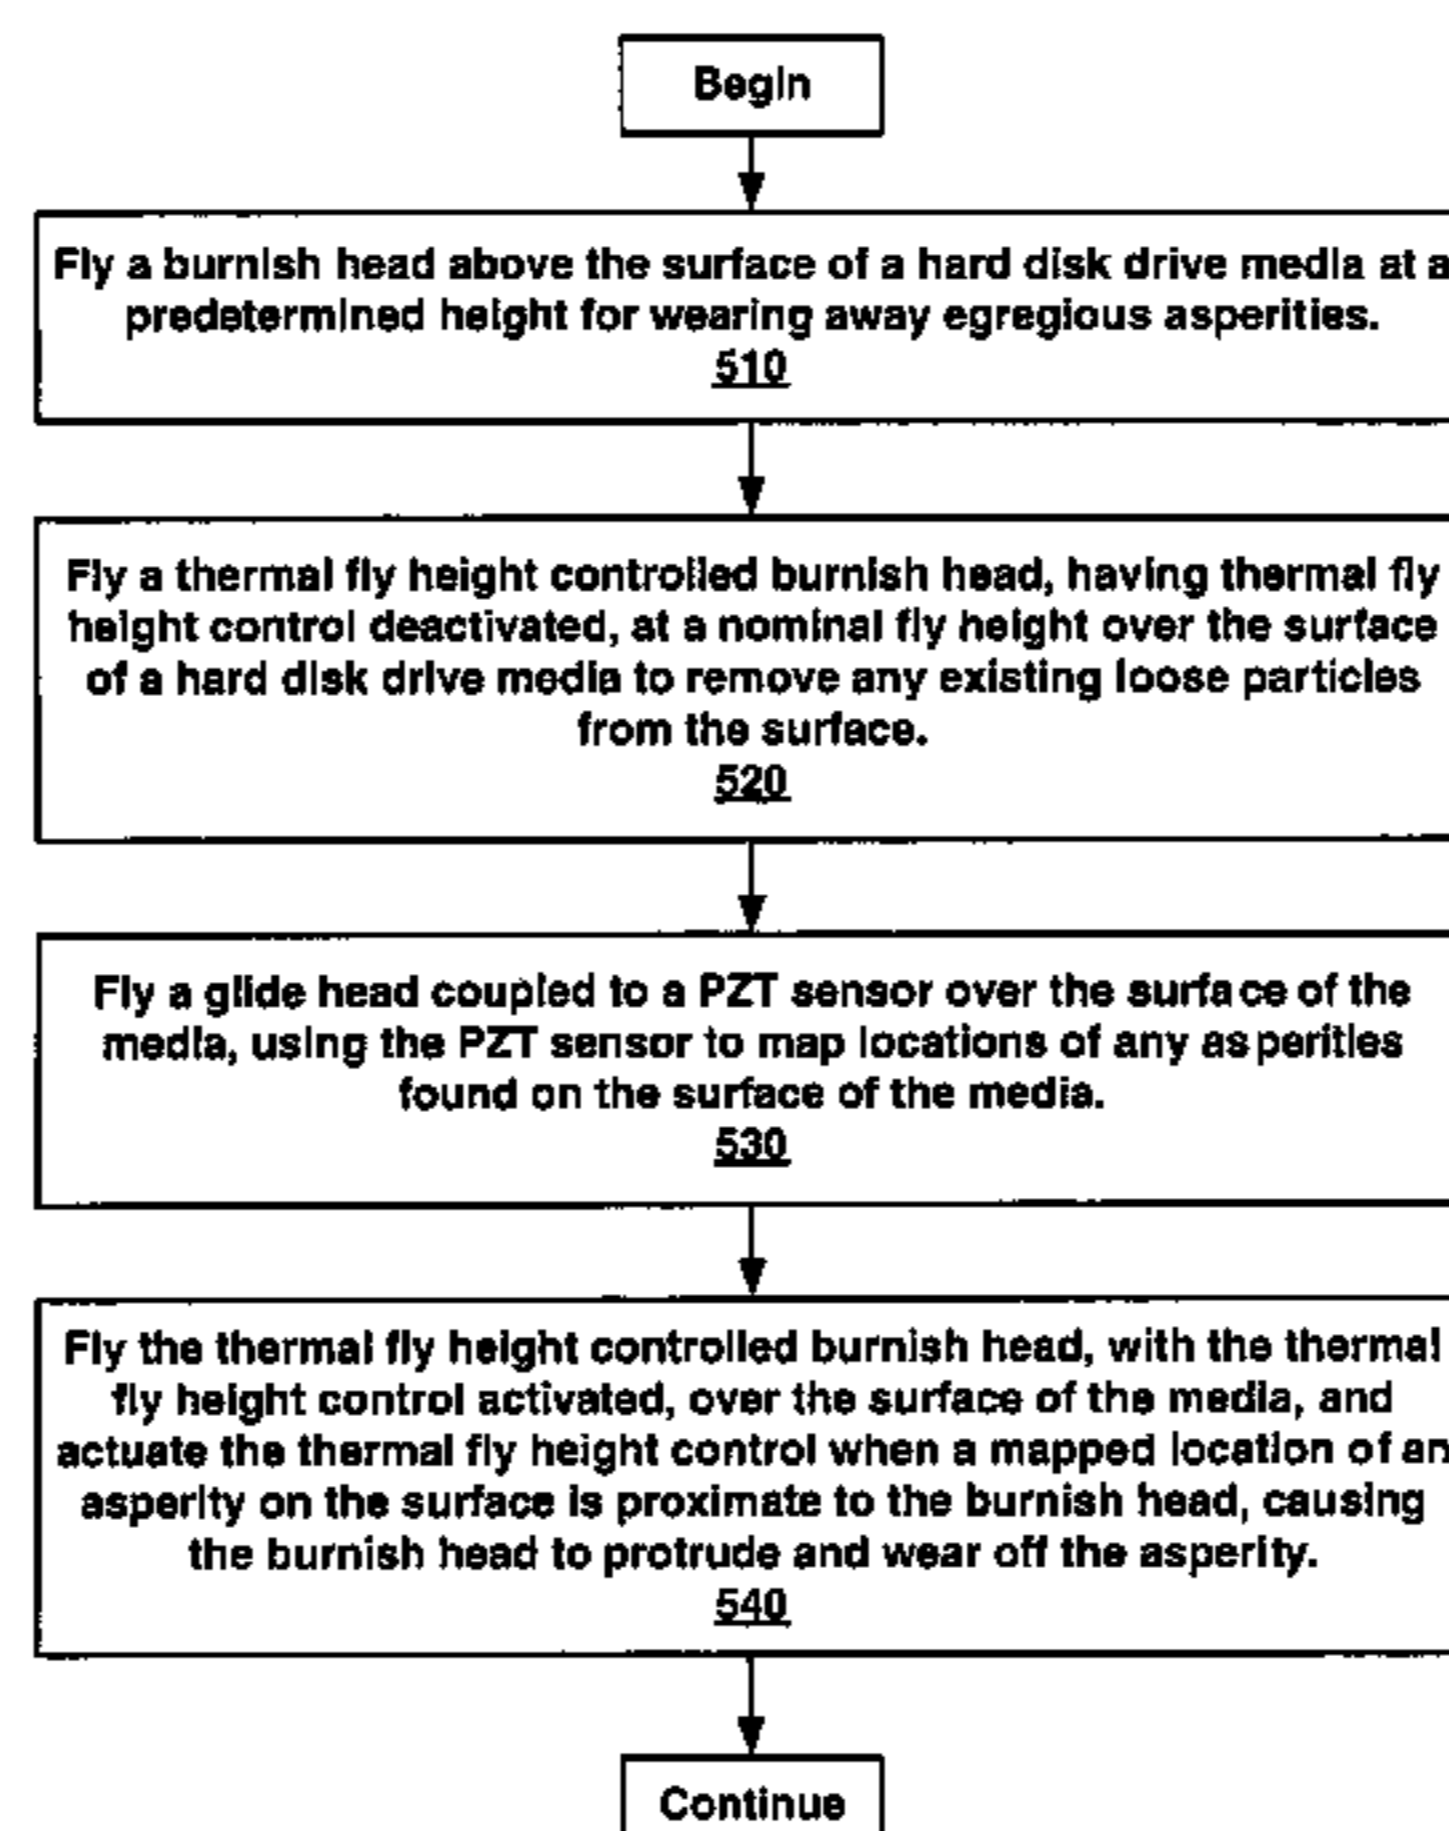 Begin
Fly a burnish head above the surface of a hard disk drive media at a
predetermined height for wearing away egregious asperities.
510
Fly a thermal fly height controlled burnish head, having thermal fly
height control deactivated, at a nominal fly height over the surface
of a hard disk drive media to remove any existing loose particles
from the surface.
520
Fly a glide head coupled to a PZT sensor over the surface of the
media, using the PZT sensor to map locations of any asperities
found on the surface of the media.
530
Fly the thermal fly height controlled burnish head, with the thermal
fly height control activated, over the surface of the media, and
actuate the thermal fly height control when a mapped location of an
asperity on the surface is proximate to the burnish head, causing
the burnish head to protrude and wear off the asperity.
540
Continue